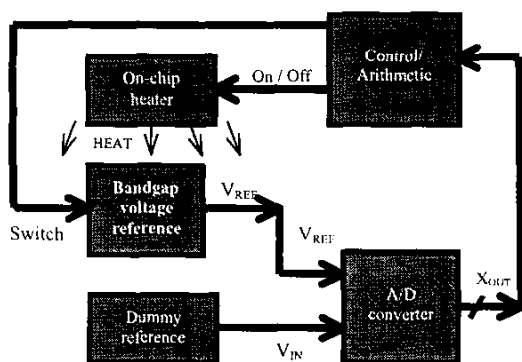 Control/
Arithmetic
On / Off
On-chip
heater
HEAT
Bandgap
voltage
reference
VREF
Switch
VREF
XOUT
A/D
converter
Dummy
reference
VIN